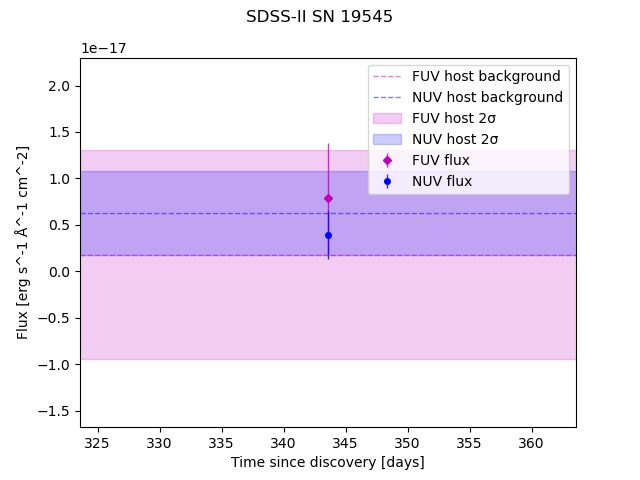 SDSS-II SN 19545
1e−17
2.0
1.5
1.0
0.5
0.0
−0.5
−1.0
−1.5
Flux [erg s^-1 Å^-1 cm^-2]
FUV host background
NUV host background
FUV host 2σ
NUV host 2σ
FUV flux
NUV flux
325 330 335 340 345 350 355 360
Time since discovery [days]